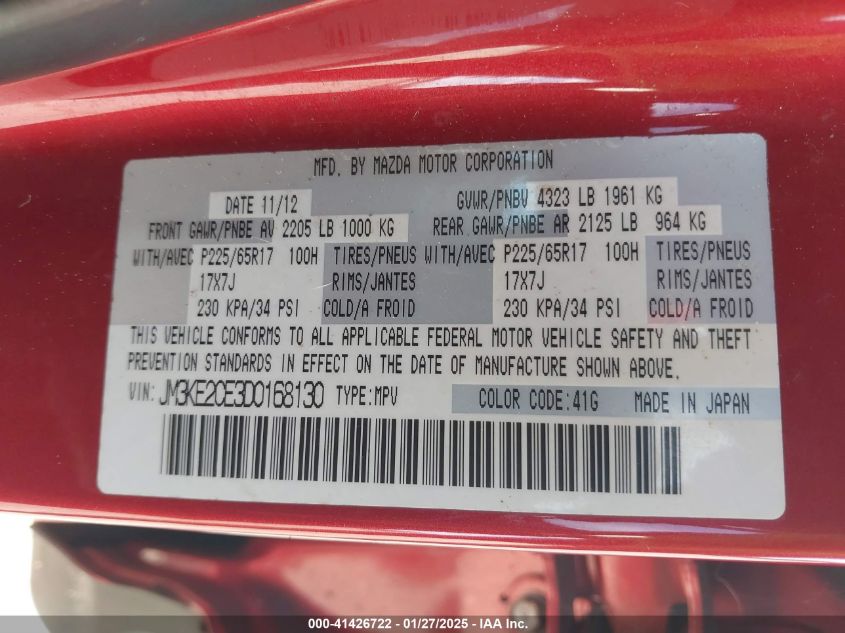 MFD. BY MAZDA MOTOR CORPORATION
DATE 11/12 GVWR/PNBV 4323 LB 1961 KG
FRONT GAWR/PNBE AV 2205 LB 1000 KG REAR GAWR/PNBE AR 2125 LB 964 KG
WITH/AVEC P225/65R17 100H TIRES/PNEUS WITH/AVEC P225/65R17 100H TIRES/PNEUS
17X7J RIMS/JANTES 17X7J RIMS/JANTES
230 KPA/34 PSI COLD/A FROID 230 KPA/34 PSI COLD/A FROID
THIS VEHICLE CONFORMS TO ALL APPLICABLE FEDERAL MOTOR VEHICLE SAFETY AND THEFT
PREVENTION STANDARDS IN EFFECT ON THE DATE OF MANUFACTURE SHOWN ABOVE.
VIN: JM3KE2CE3D0168130 TYPE:MPV COLOR CODE:41G MADE IN JAPAN
000-41426722 - 01/27/2025 - IAA Inc.